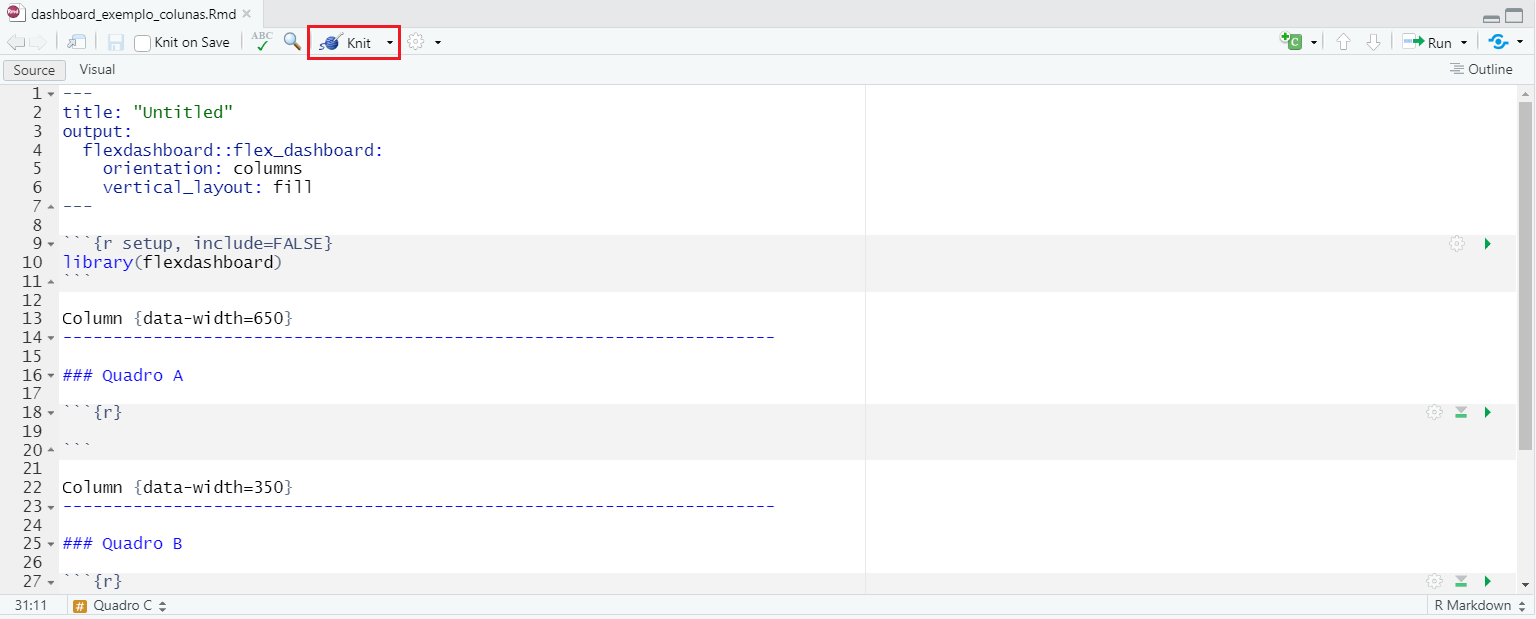 dashboard_exemplo_colunas.Rmd
Knit on Save ABC Knit Run
Source Visual Outline
1 ---
2 title: "Untitled"
3 output:
4   flexdashboard::flex_dashboard:
5     orientation: columns
6     vertical_layout: fill
7 ---
8
9 ```{r setup, include=FALSE}
10 library(flexdashboard)
11 ```
12
13 Column {data-width=650}
14 -----------------------------------------------------------------------
15
16 ### Quadro A
17
18 ```{r}
19
20 ```
21
22 Column {data-width=350}
23 -----------------------------------------------------------------------
24
25 ### Quadro B
26
27 ```{r}
31:11 # Quadro C R Markdown